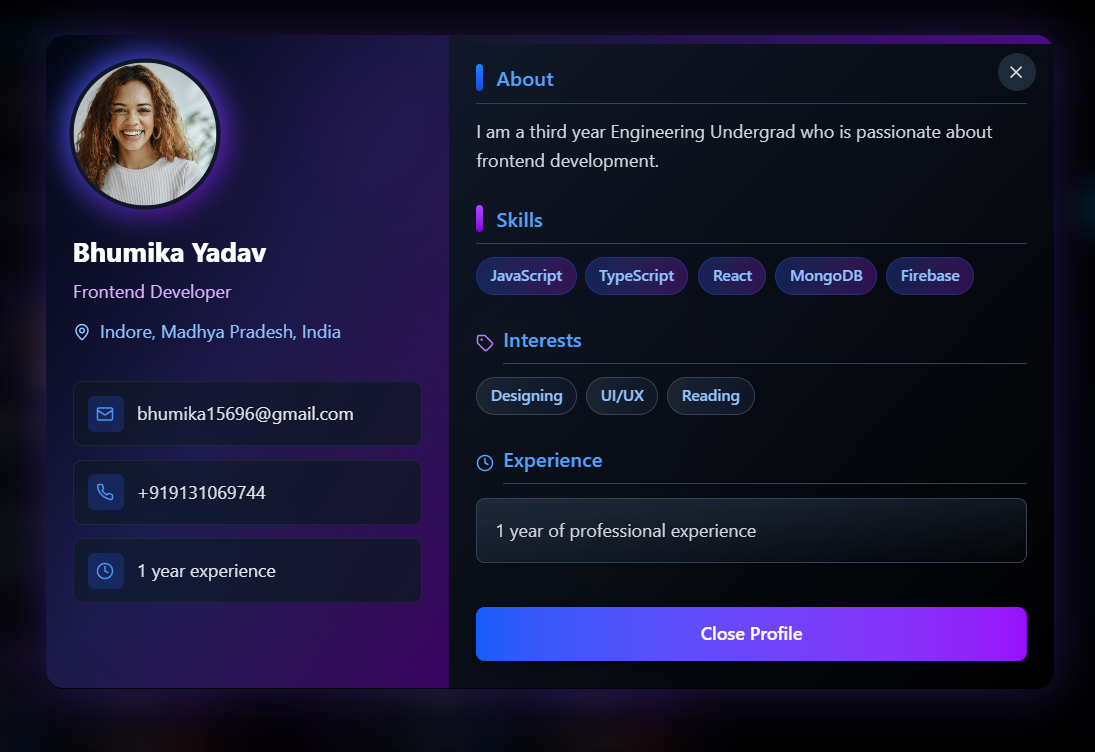 Bhumika Yadav
Frontend Developer
Indore, Madhya Pradesh, India
bhumika15696@gmail.com
+919131069744
1 year experience
About
I am a third year Engineering Undergrad who is passionate about
frontend development.
Skills
JavaScript TypeScript React MongoDB Firebase
Interests
Designing UI/UX Reading
Experience
1 year of professional experience
Close Profile